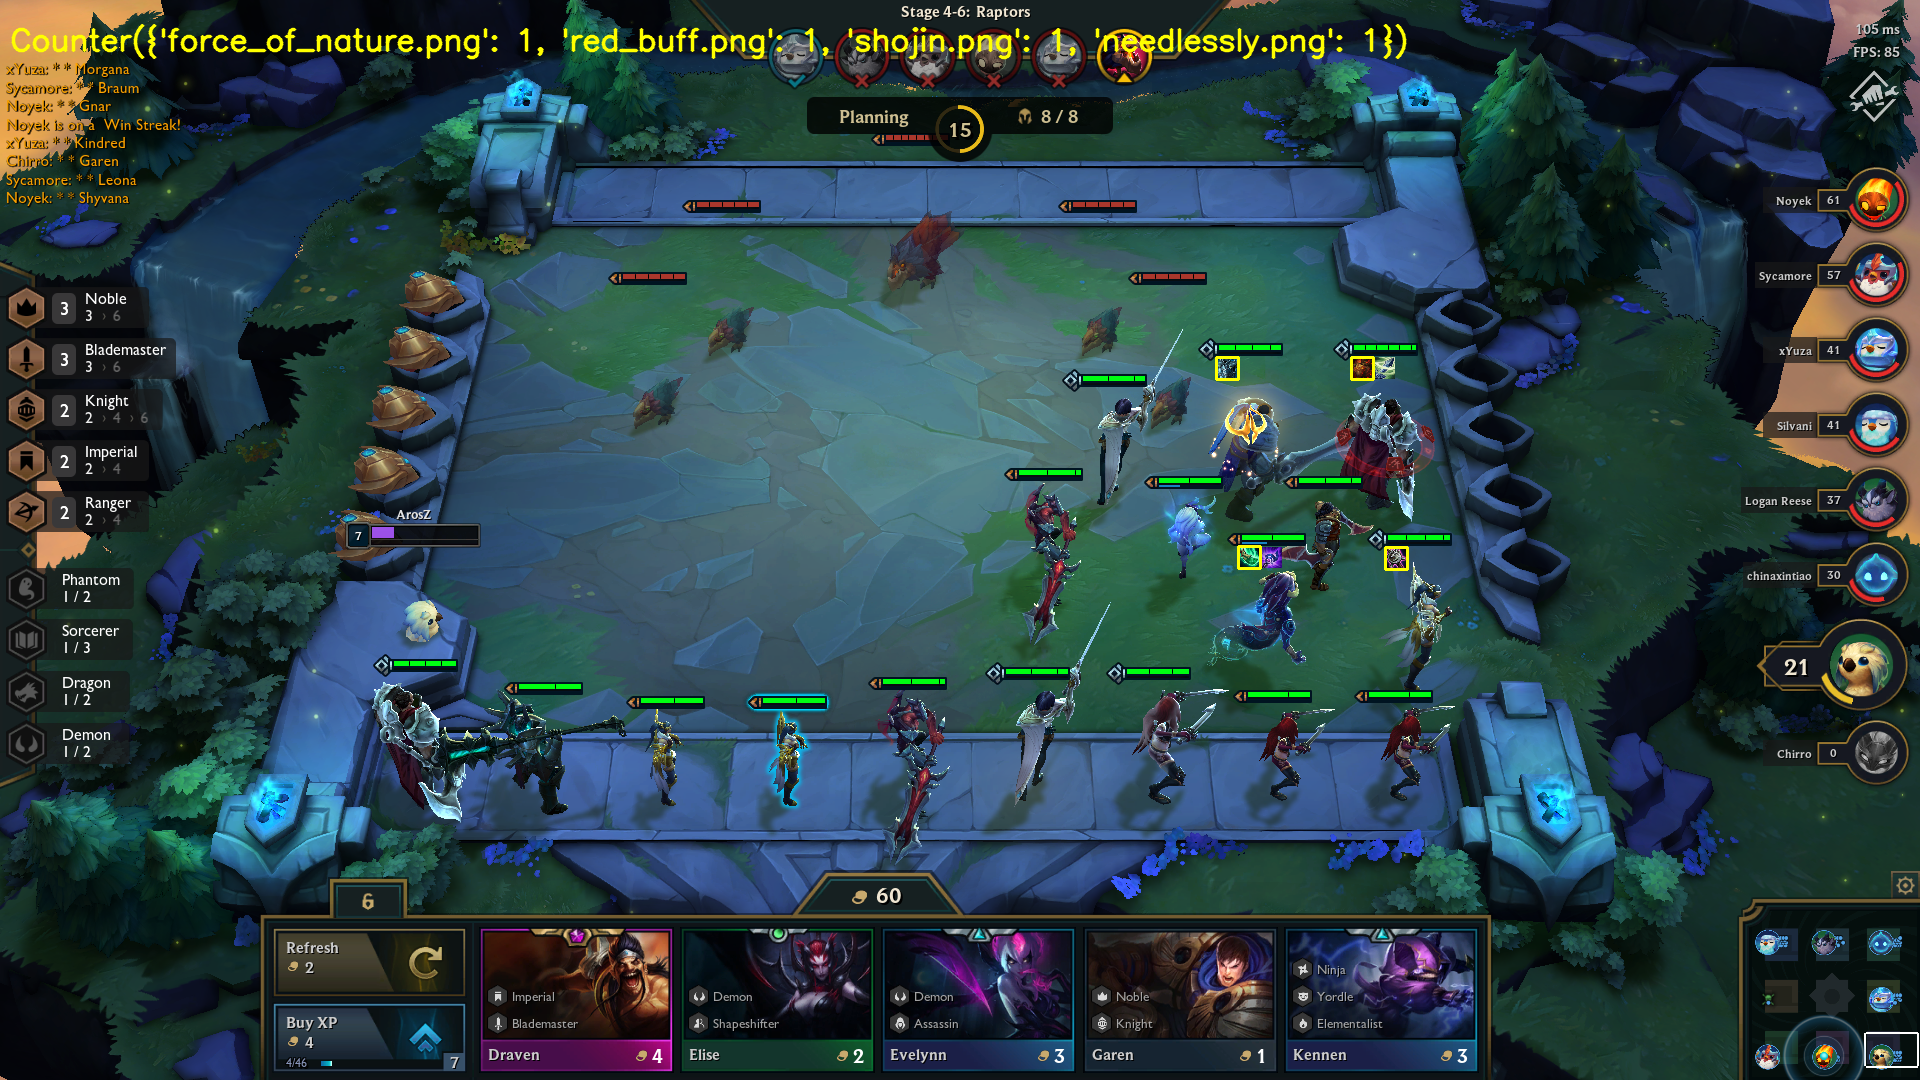 Stage 4-6: Raptors
Counter({'force_of_nature.png': 1, 'red_buff.png': 1, 'shojin.png': 1, 'needlessly.png': 1})
105 ms
FPS: 85
xYuza: * * Morgana
Sycamore: * * Braum
Noyek: * * Gnar
Noyek is on a Win Streak!
xYuza: * * Kindred
Chirro: * * Garen
Sycamore: * * Leona
Noyek: * * Shyvana
Planning
15
8 / 8
Noyek 61
Sycamore 57
xYuza 41
Silvani 41
Logan Reese 37
chinaxintiao 30
21
Chirro 0
3 Noble
3 › 6
3 Blademaster
3 › 6
2 Knight
2 › 4 › 6
2 Imperial
2 › 4
2 Ranger
2 › 4
Phantom
1 / 2
Sorcerer
1 / 3
Dragon
1 / 2
Demon
1 / 2
ArosZ
7
6
60
Refresh
2
Buy XP
4
4/46
7
Imperial
Blademaster
Draven 4
Demon
Shapeshifter
Elise 2
Demon
Assassin
Evelynn 3
Noble
Knight
Garen 1
Ninja
Yordle
Elementalist
Kennen 3